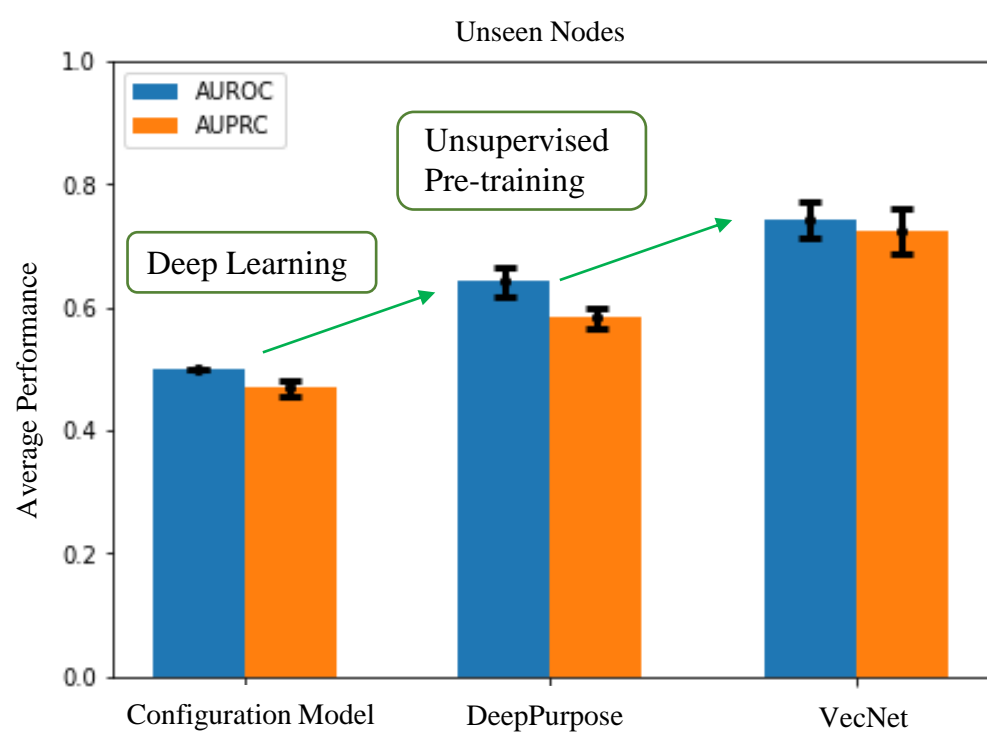 Unseen Nodes
1.0
0.8
0.6
0.4
0.2
0.0
Average Performance
AUROC
AUPRC
Deep Learning
Unsupervised
Pre-training
Configuration Model
DeepPurpose
VecNet